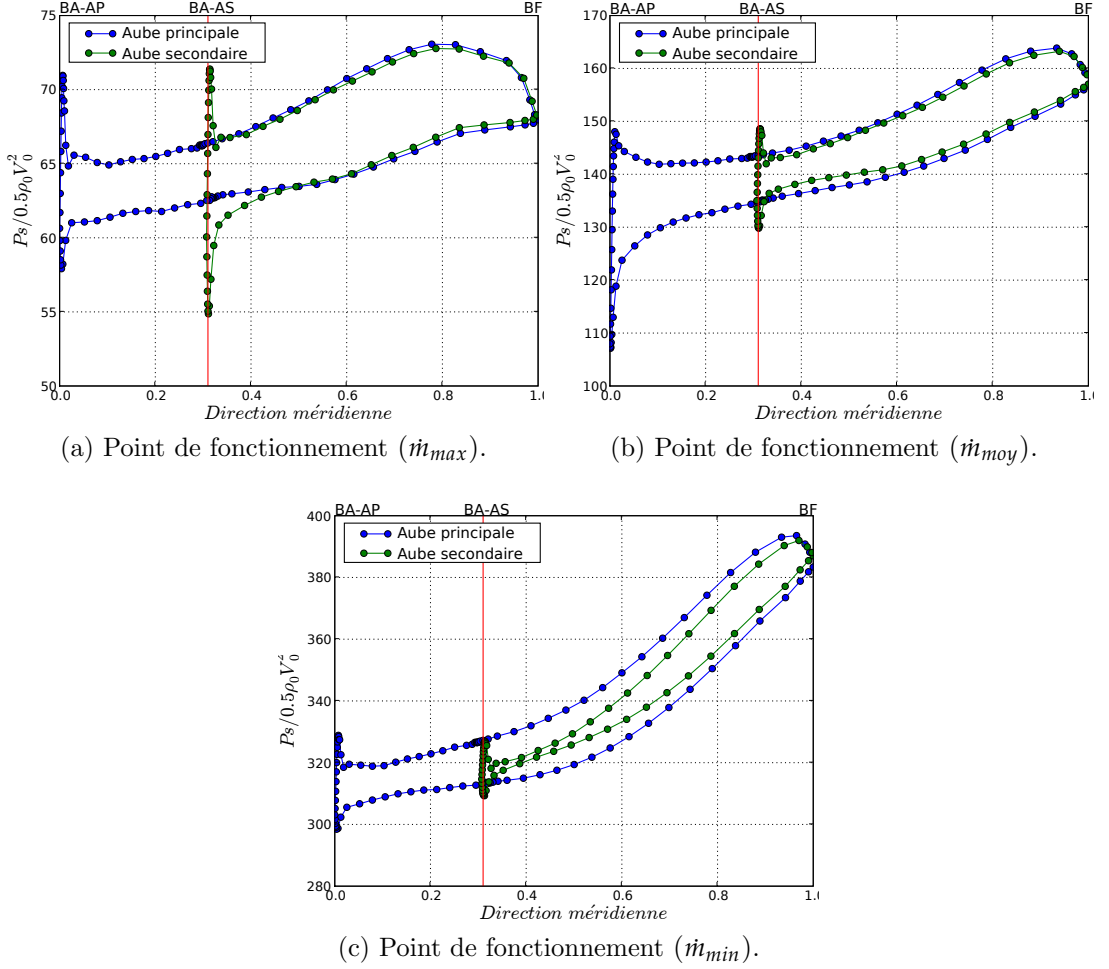 BA-AP BA-AS BF
75
70
65
60
55
50
Ps/0.5ρ₀V₀²
Aube principale
Aube secondaire
0.0 0.2 0.4 0.6 0.8 1.0
Direction méridienne
(a) Point de fonctionnement (ṁmax).
BA-AP BA-AS BF
170
160
150
140
130
120
110
100
Ps/0.5ρ₀V₀²
Aube principale
Aube secondaire
0.0 0.2 0.4 0.6 0.8 1.0
Direction méridienne
(b) Point de fonctionnement (ṁmoy).
BA-AP BA-AS BF
400
380
360
340
320
300
280
Ps/0.5ρ₀V₀²
Aube principale
Aube secondaire
0.0 0.2 0.4 0.6 0.8 1.0
Direction méridienne
(c) Point de fonctionnement (ṁmin).